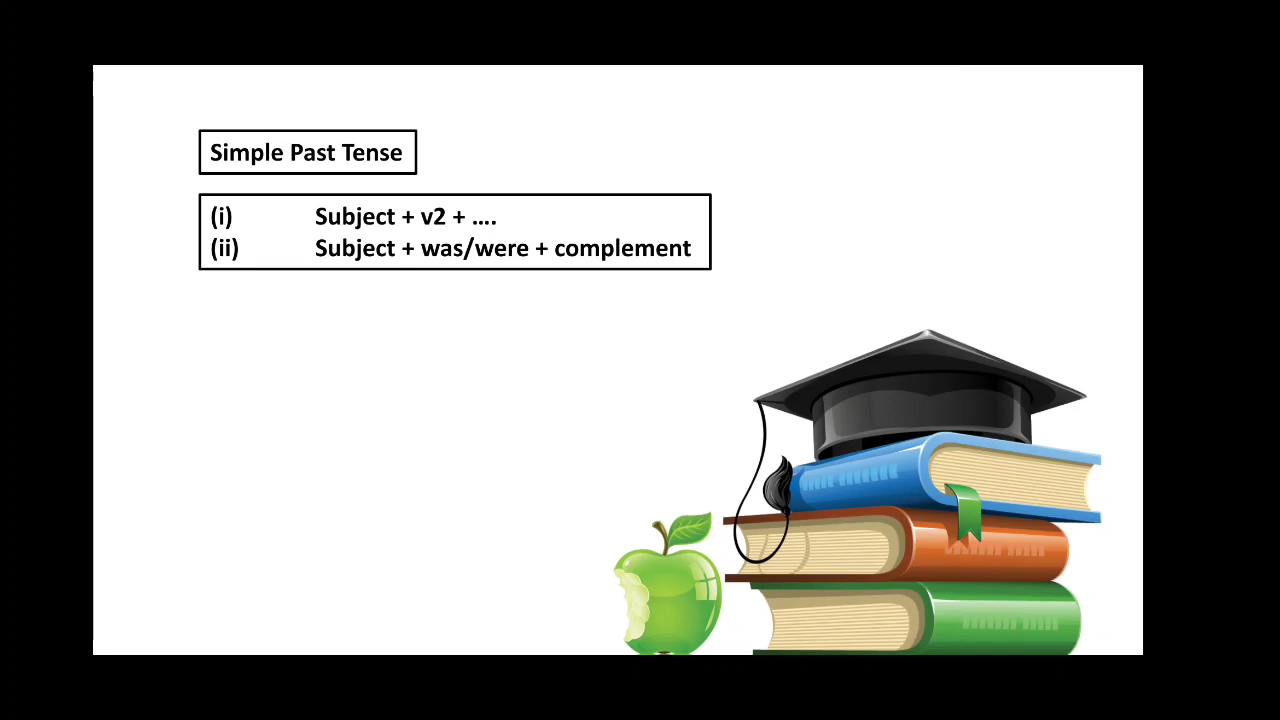 Simple Past Tense
(i) Subject + v2 + ....
(ii) Subject + was/were + complement